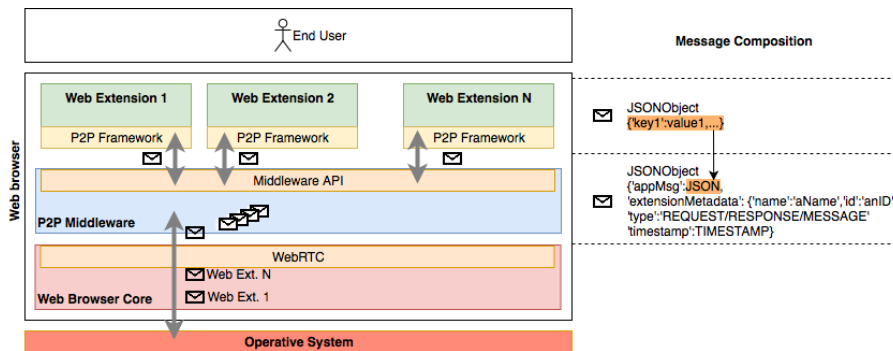 End User
Message Composition
Web browser
Web Extension 1
Web Extension 2
Web Extension N
P2P Framework
P2P Framework
P2P Framework
JSONObject
{'key1':value1,...}
Middleware API
P2P Middleware
JSONObject
{'appMsg':JSON,
'extensionMetadata': {'name':'aName','id':'anID'
'type':'REQUEST/RESPONSE/MESSAGE'
'timestamp':TIMESTAMP}
WebRTC
Web Ext. N
Web Browser Core
Web Ext. 1
Operative System